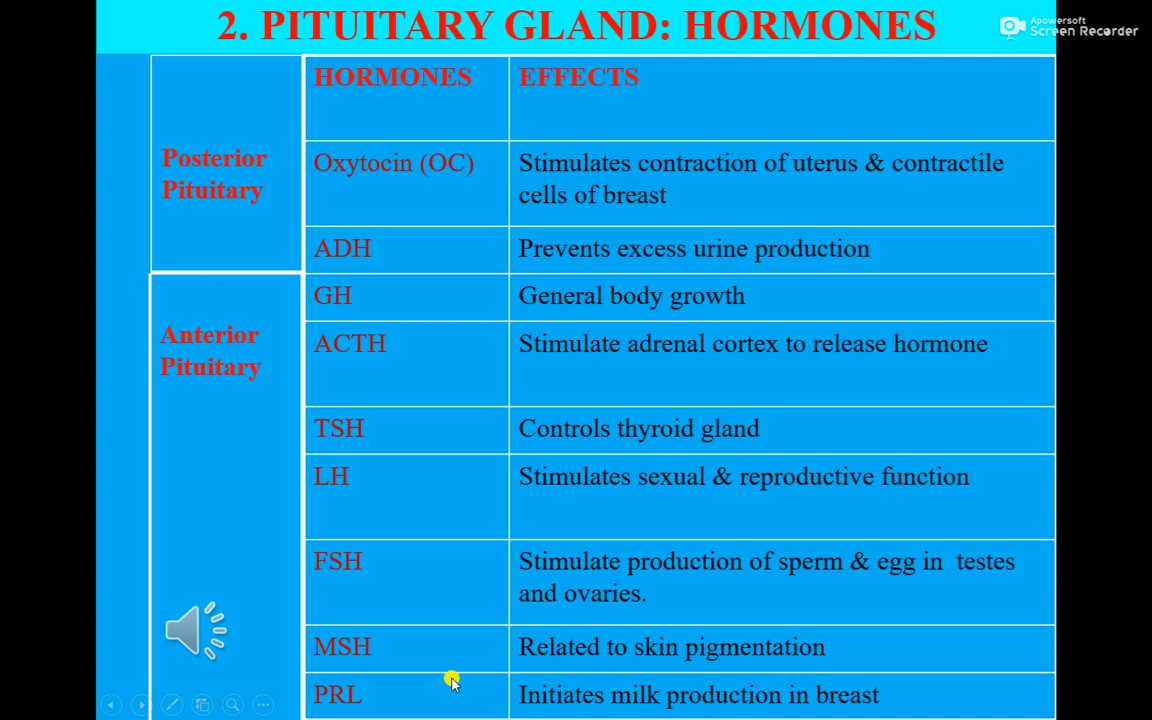 2. PITUITARY GLAND: HORMONES
Apowersoft
Screen Recorder
HORMONES
EFFECTS
Posterior
Pituitary
Oxytocin (OC)
Stimulates contraction of uterus & contractile
cells of breast
ADH
Prevents excess urine production
Anterior
Pituitary
GH
General body growth
ACTH
Stimulate adrenal cortex to release hormone
TSH
Controls thyroid gland
LH
Stimulates sexual & reproductive function
FSH
Stimulate production of sperm & egg in testes
and ovaries.
MSH
Related to skin pigmentation
PRL
Initiates milk production in breast